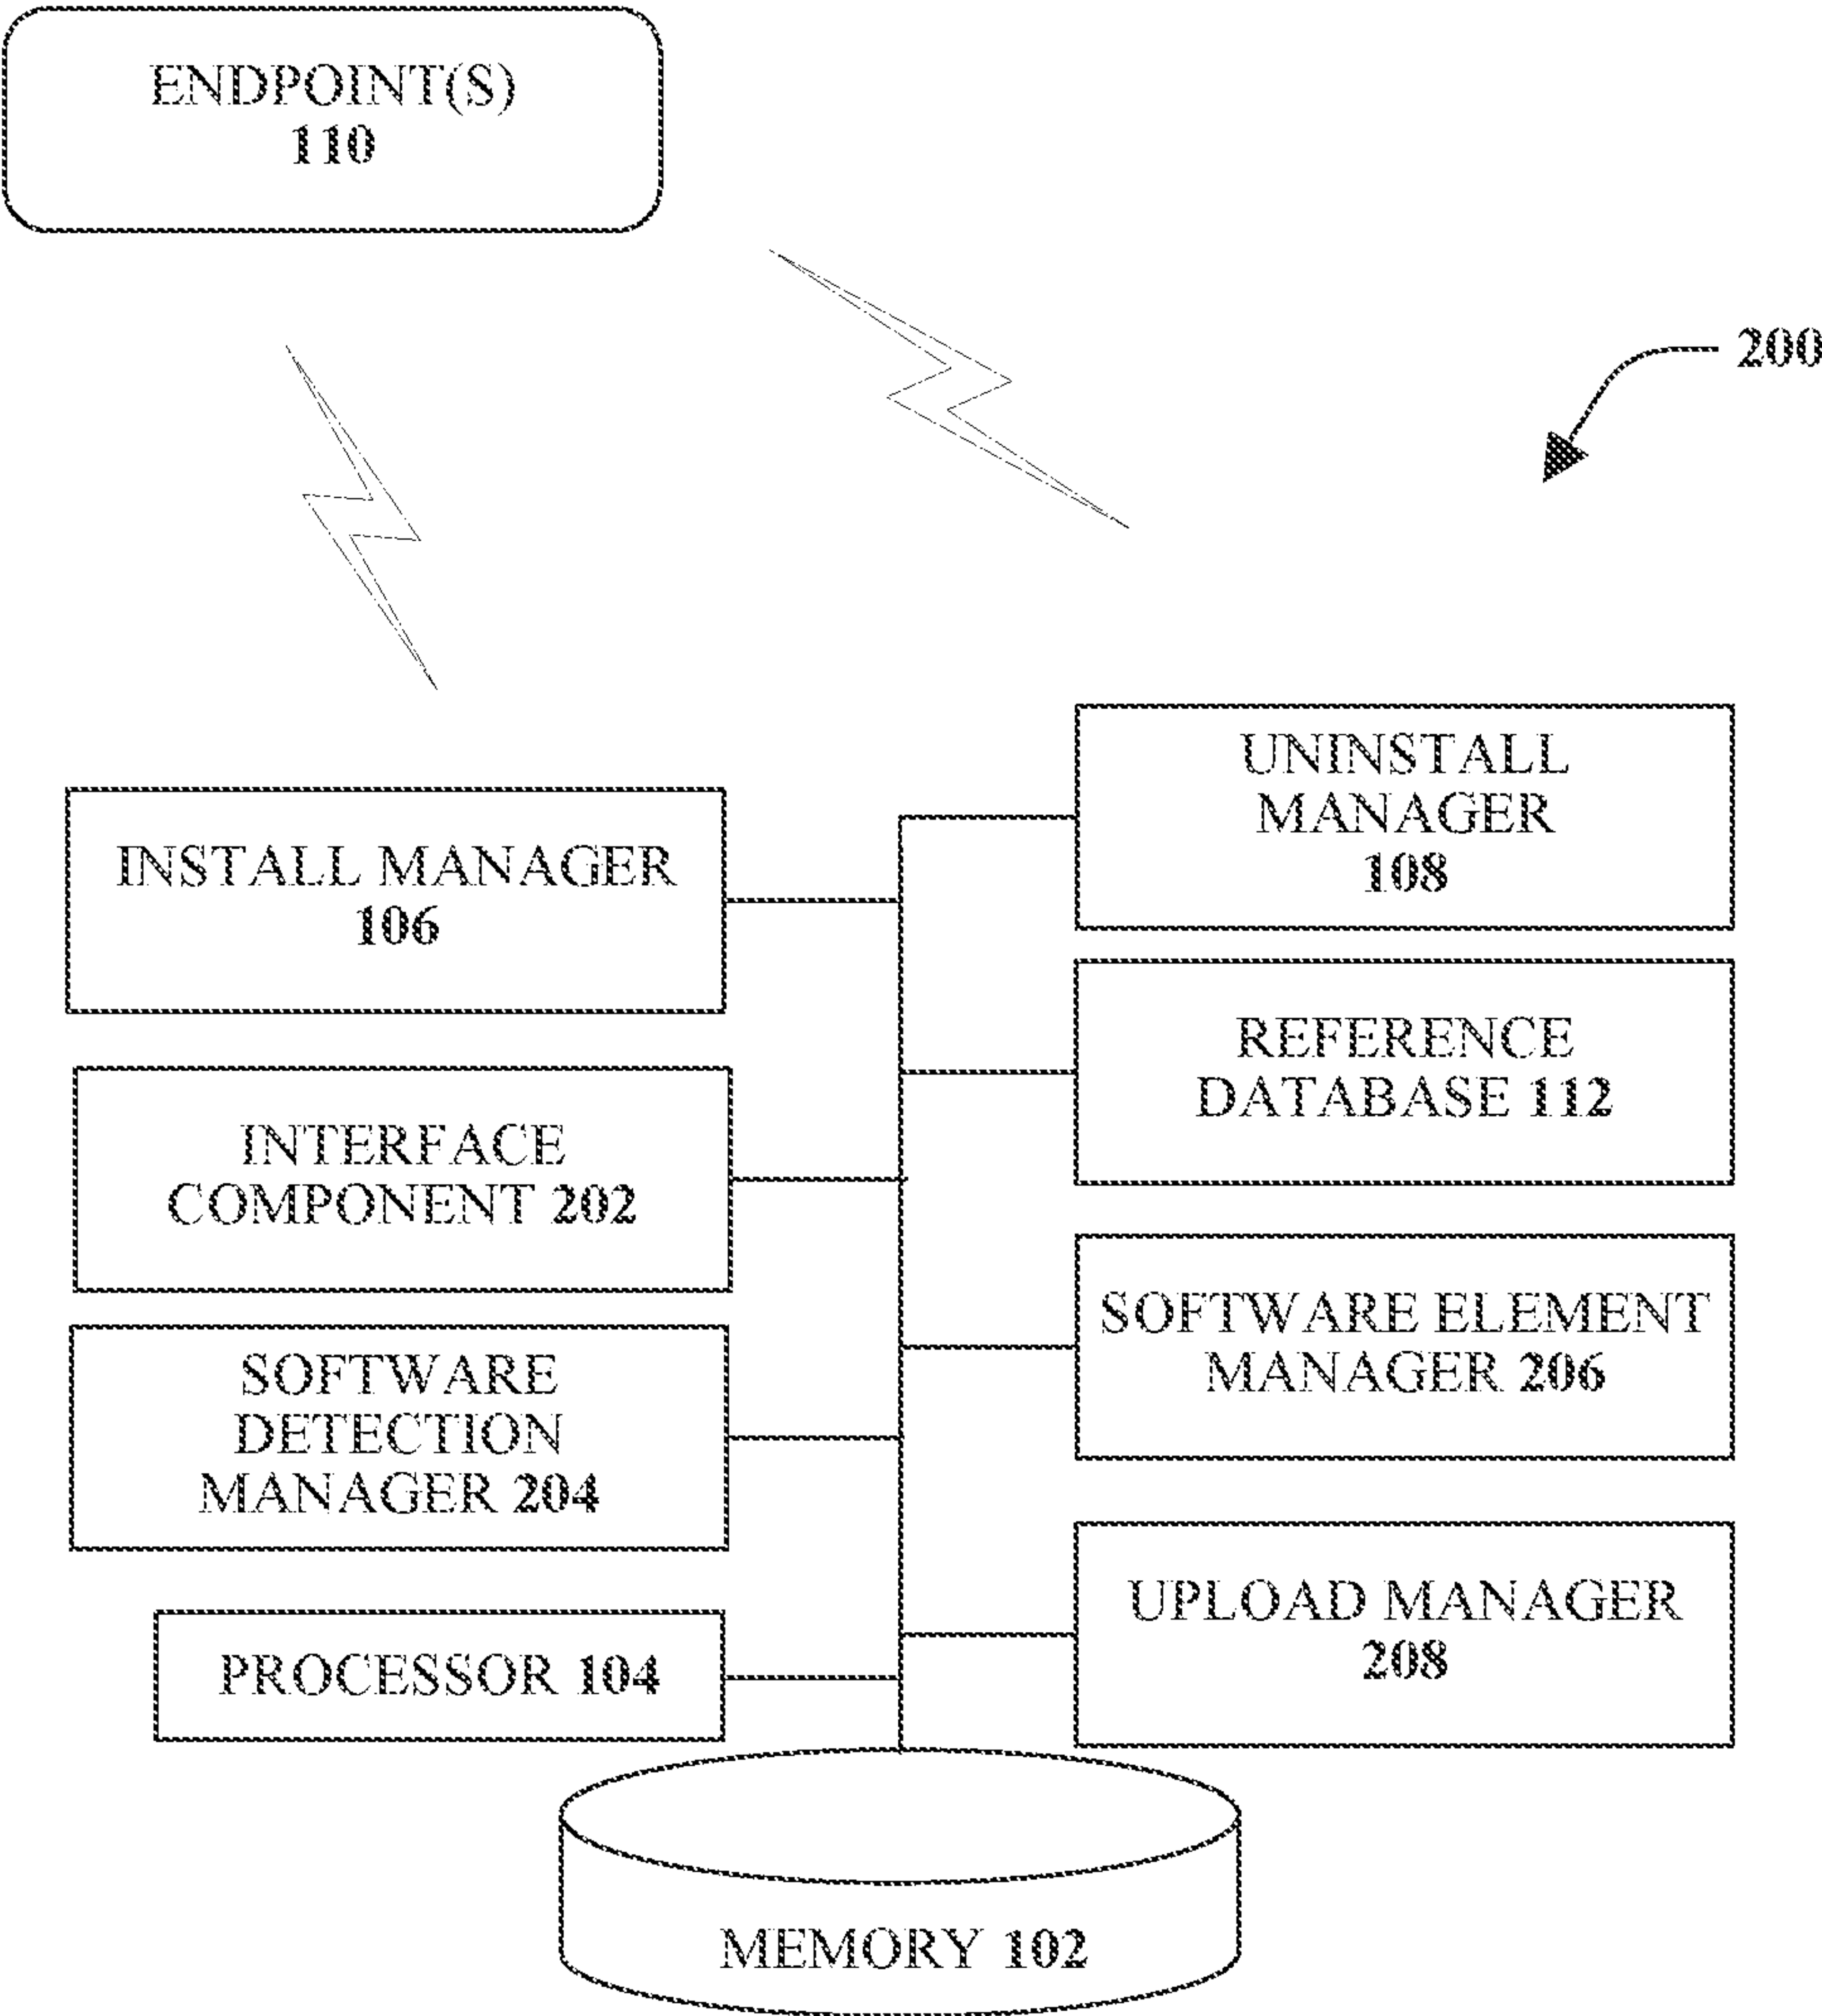 ENDPOINT(S)
110
200
UNINSTALL
MANAGER
108
INSTALL MANAGER
106
REFERENCE
DATABASE 112
INTERFACE
COMPONENT 202
SOFTWARE ELEMENT
MANAGER 206
SOFTWARE
DETECTION
MANAGER 204
UPLOAD MANAGER
208
PROCESSOR 104
MEMORY 102